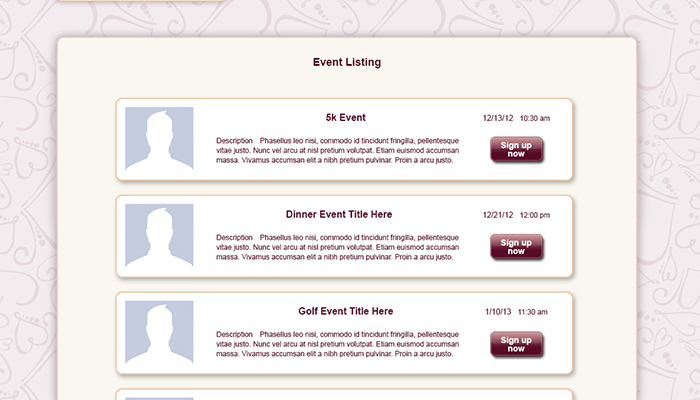 Event Listing
5k Event
12/13/12 10:30 am
Description Phasellus leo nisi, commodo id tincidunt fringilla, pellentesque
vitae justo. Nunc vel arcu at nisl pretium volutpat. Etiam euismod accumsan
massa. Vivamus accumsan elit a nibh pretium pulvinar. Proin a arcu justo.
Sign up
now
Dinner Event Title Here
12/21/12 12:00 pm
Description Phasellus leo nisi, commodo id tincidunt fringilla, pellentesque
vitae justo. Nunc vel arcu at nisl pretium volutpat. Etiam euismod accumsan
massa. Vivamus accumsan elit a nibh pretium pulvinar. Proin a arcu justo.
Sign up
now
Golf Event Title Here
1/10/13 11:30 am
Description Phasellus leo nisi, commodo id tincidunt fringilla, pellentesque
vitae justo. Nunc vel arcu at nisl pretium volutpat. Etiam euismod accumsan
massa. Vivamus accumsan elit a nibh pretium pulvinar. Proin a arcu justo.
Sign up
now